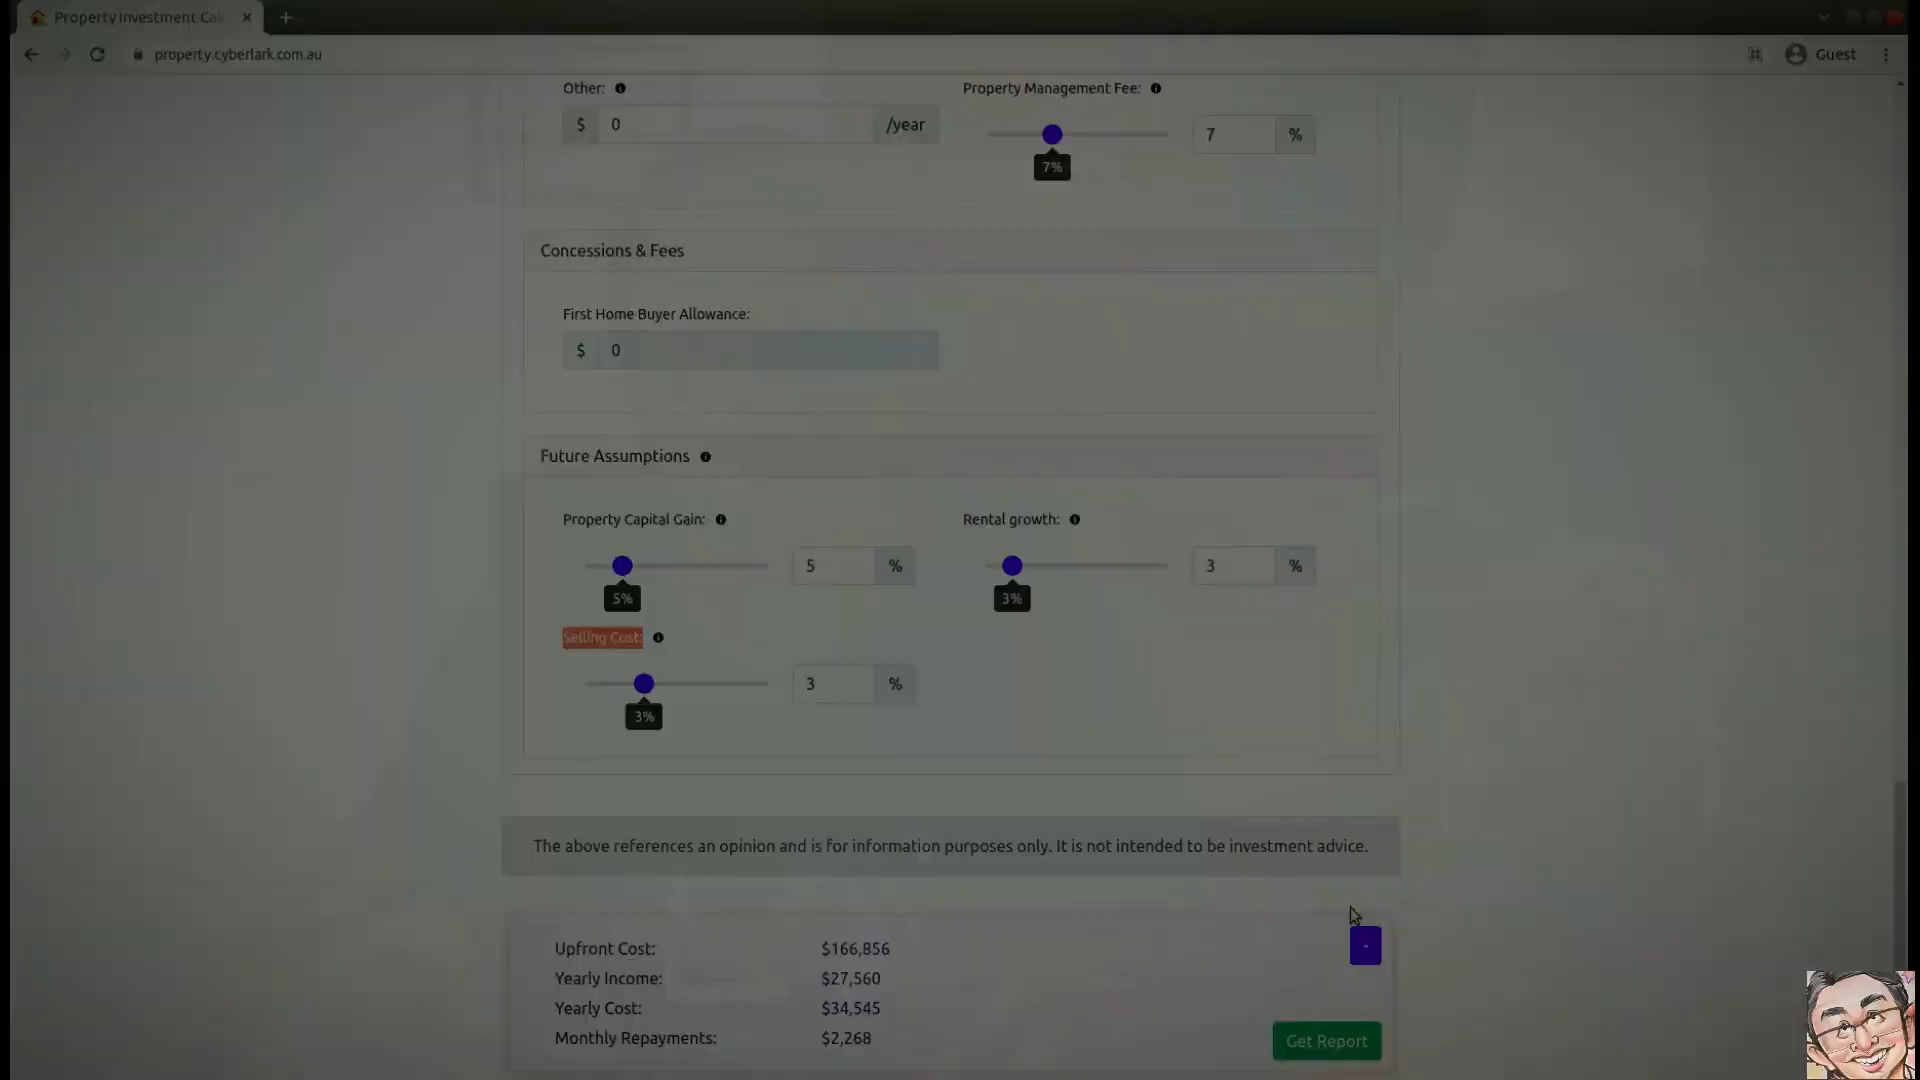 Property Investment Cal
property.cyberlark.com.au
Guest
Other:
Property Management Fee:
$ 0 /year
7 %
7%
Concessions & Fees
First Home Buyer Allowance:
$ 0
Future Assumptions
Property Capital Gain:
Rental growth:
5 %
3 %
5%
3%
Selling Cost:
3 %
3%
The above references an opinion and is for information purposes only. It is not intended to be investment advice.
Upfront Cost: $166,856
-
Yearly Income: $27,560
Yearly Cost: $34,545
Monthly Repayments: $2,268
Get Report